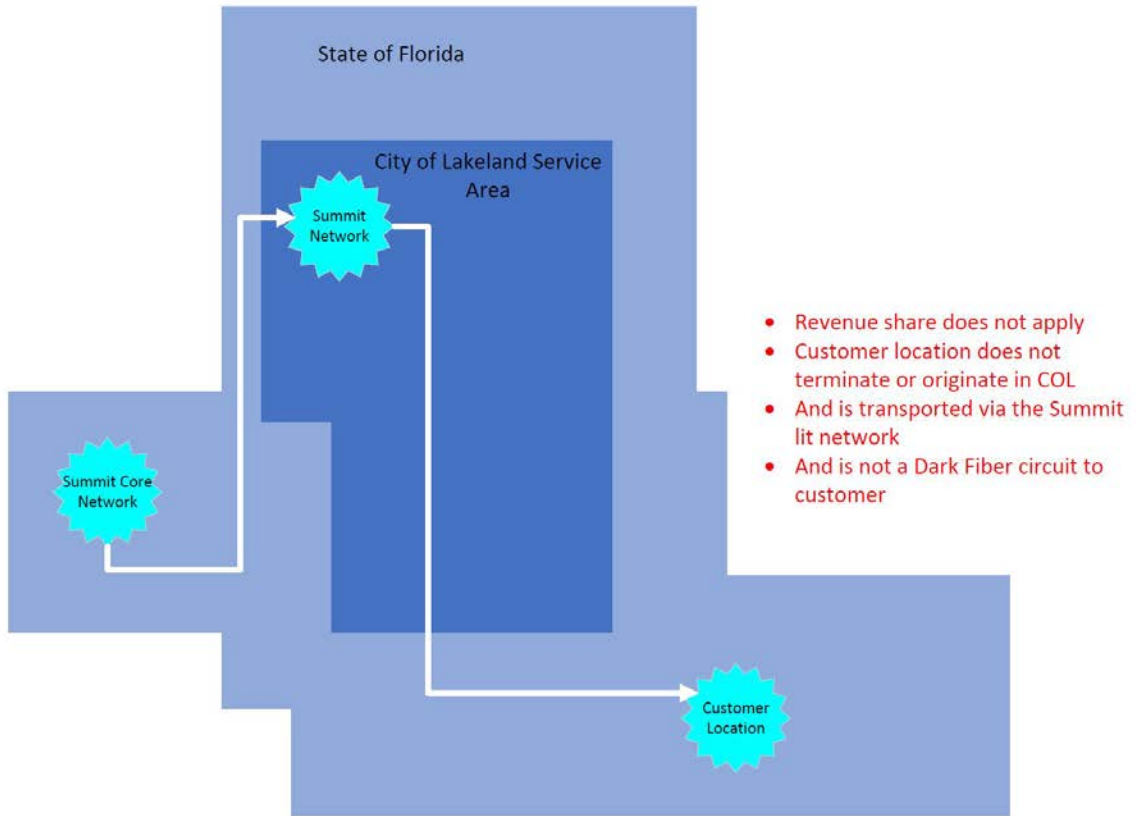 State of Florida
City of Lakeland Service
Area
Summit
Network
Summit Core
Network
Customer
Location
• Revenue share does not apply
• Customer location does not
terminate or originate in COL
• And is transported via the Summit
lit network
• And is not a Dark Fiber circuit to
customer